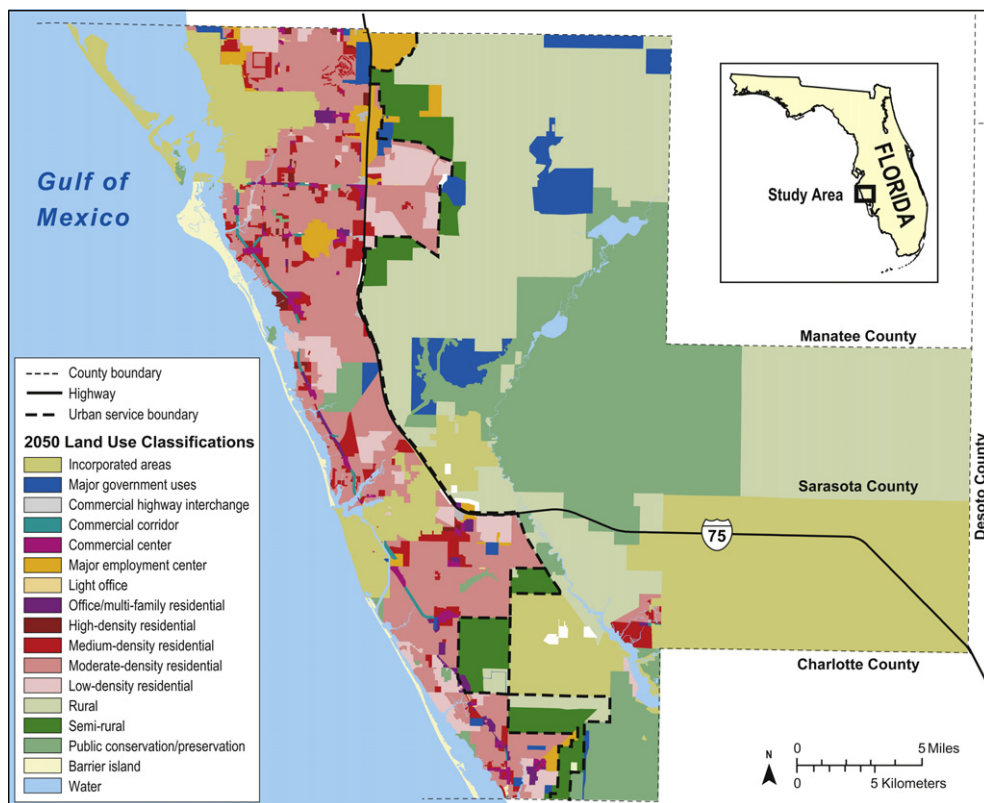 Gulf of
Mexico
FLORIDA
Study Area
Manatee County
Sarasota County
Desoto County
75
Charlotte County
County boundary
Highway
Urban service boundary
2050 Land Use Classifications
Incorporated areas
Major government uses
Commercial highway interchange
Commercial corridor
Commercial center
Major employment center
Light office
Office/multi-family residential
High-density residential
Medium-density residential
Moderate-density residential
Low-density residential
Rural
Semi-rural
Public conservation/preservation
Barrier island
Water
N
0 5 Miles
0 5 Kilometers